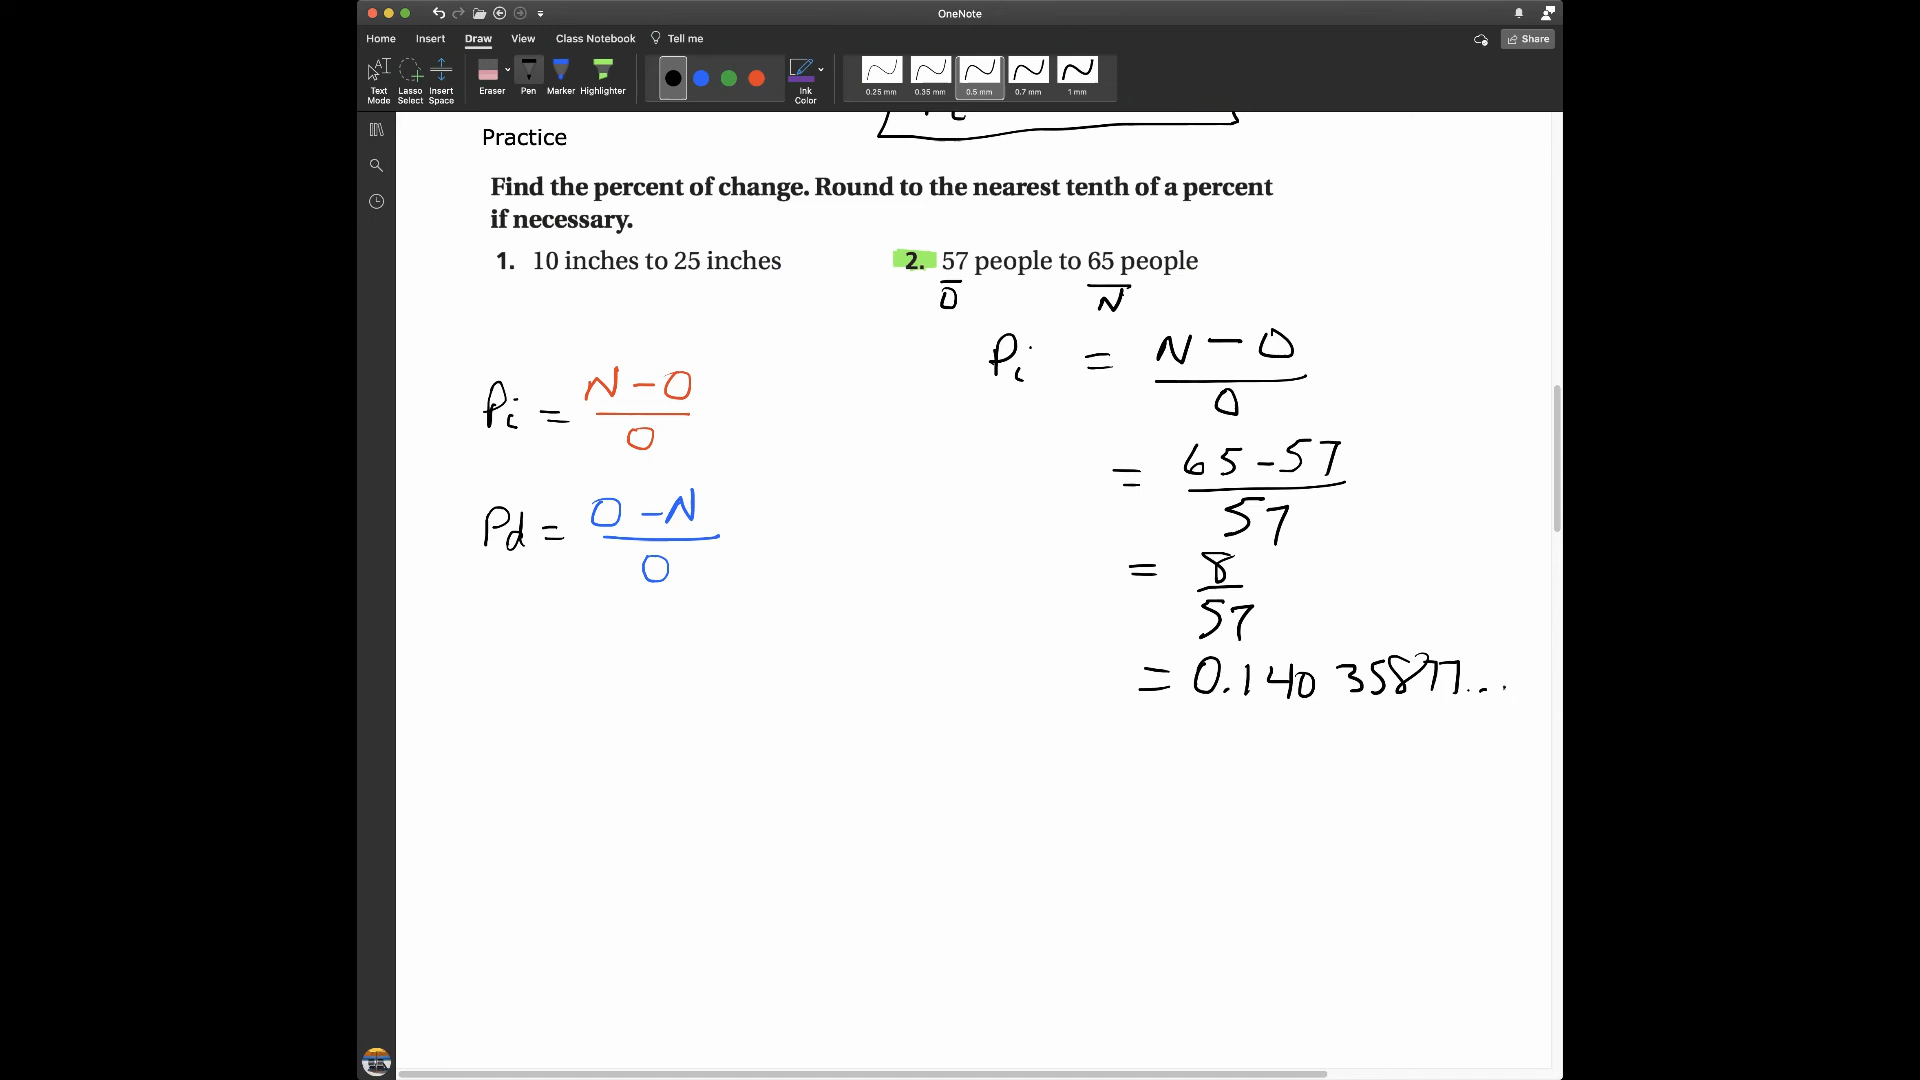 OneNote
Home Insert Draw View Class Notebook Tell me
Share
Text Mode
Lasso Select
Insert Space
Eraser
Pen
Marker
Highlighter
Ink Color
0.25 mm
0.35 mm
0.5 mm
0.7 mm
1 mm
Practice
Find the percent of change. Round to the nearest tenth of a percent
if necessary.
1. 10 inches to 25 inches
2. 57 people to 65 people
O N
Pi = N - O / O
Pi = N - O / O
= 65 - 57 / 57
Pd = O - N / O
= 8 / 57
= 0.140 35877...